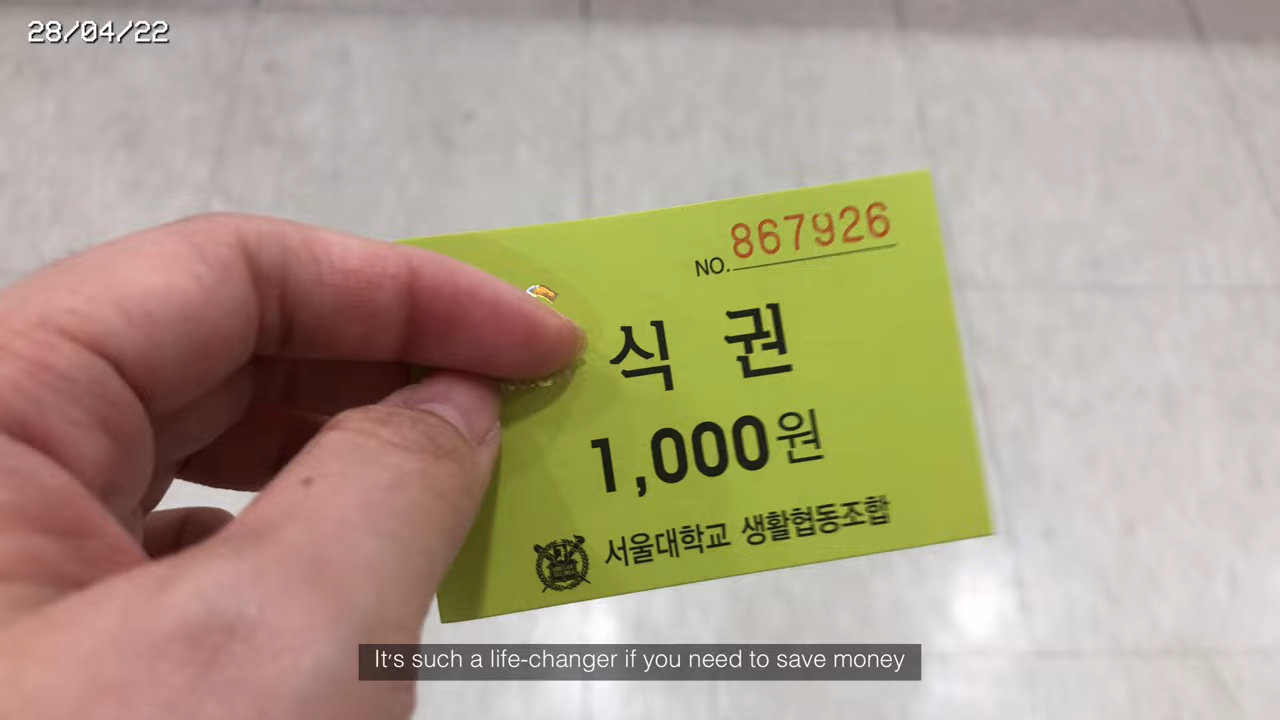 28/04/22
NO. 867926
식 권
1,000원
서울대학교 생활협동조합
It's such a life-changer if you need to save money